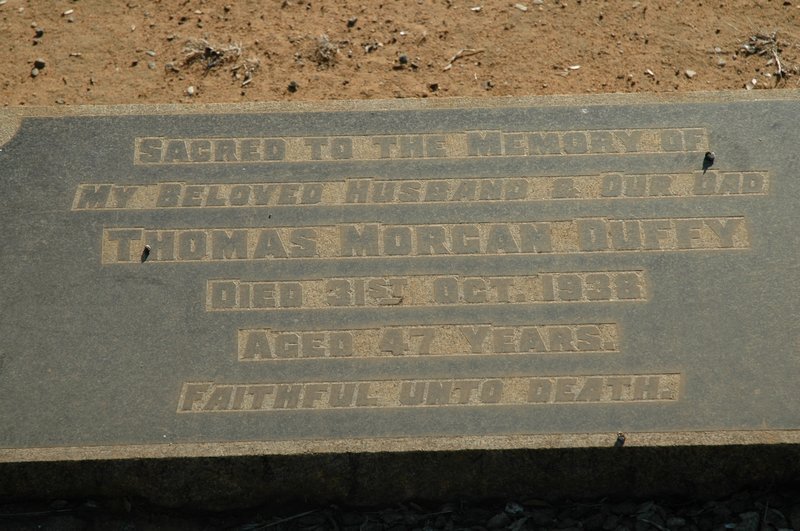 Sacred to the Memory of
My Beloved Husband & Our Dad
Thomas Morgan Duffy
Died 31st Oct. 1938
Aged 47 Years.
Faithful unto Death.